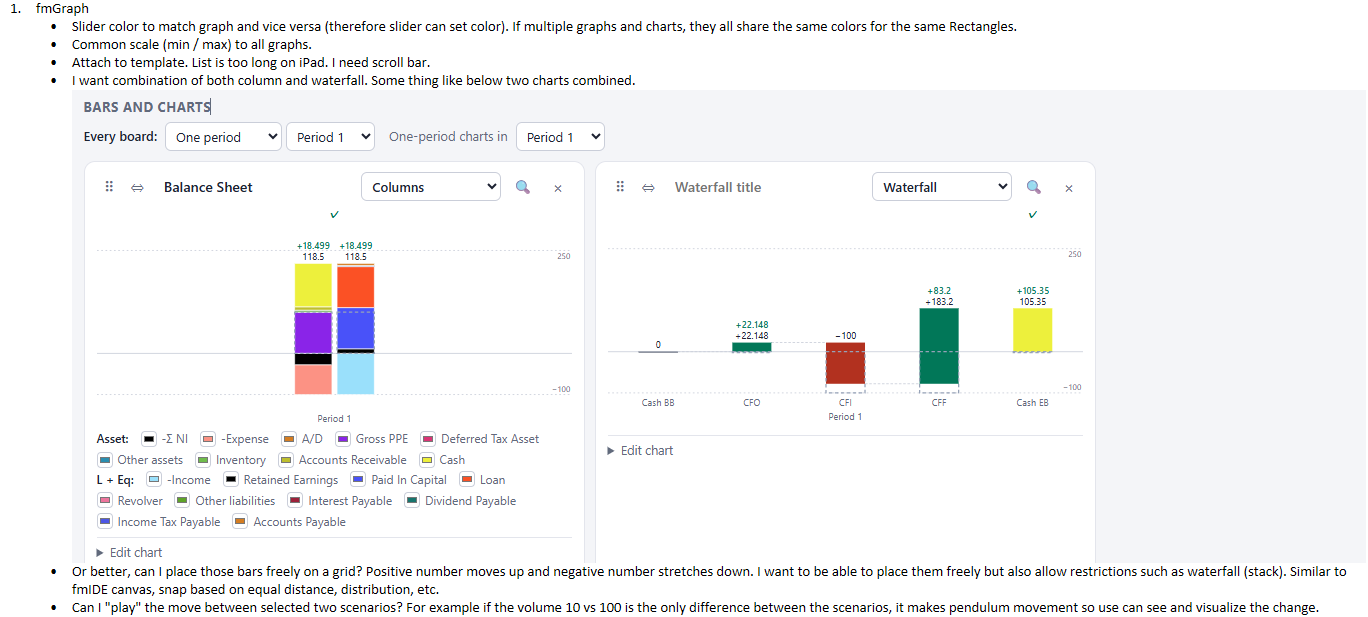 1. fmGraph
• Slider color to match graph and vice versa (therefore slider can set color). If multiple graphs and charts, they all share the same colors for the same Rectangles.
• Common scale (min / max) to all graphs.
• Attach to template. List is too long on iPad. I need scroll bar.
• I want combination of both column and waterfall. Some thing like below two charts combined.
BARS AND CHARTS
Every board: One period Period 1 One-period charts in Period 1
Balance Sheet Columns
✓
+18.499 +18.499
118.5 118.5
250
−100
Period 1
Asset: -Σ NI -Expense A/D Gross PPE Deferred Tax Asset
Other assets Inventory Accounts Receivable Cash
L + Eq: -Income Retained Earnings Paid In Capital Loan
Revolver Other liabilities Interest Payable Dividend Payable
Income Tax Payable Accounts Payable
▶ Edit chart
Waterfall title Waterfall
✓
250
+83.2 +105.35
+183.2 105.35
+22.148
+22.148 −100
0
−100
Cash BB CFO CFI CFF Cash EB
Period 1
▶ Edit chart
• Or better, can I place those bars freely on a grid? Positive number moves up and negative number stretches down. I want to be able to place them freely but also allow restrictions such as waterfall (stack). Similar to
fmIDE canvas, snap based on equal distance, distribution, etc.
• Can I "play" the move between selected two scenarios? For example if the volume 10 vs 100 is the only difference between the scenarios, it makes pendulum movement so use can see and visualize the change.